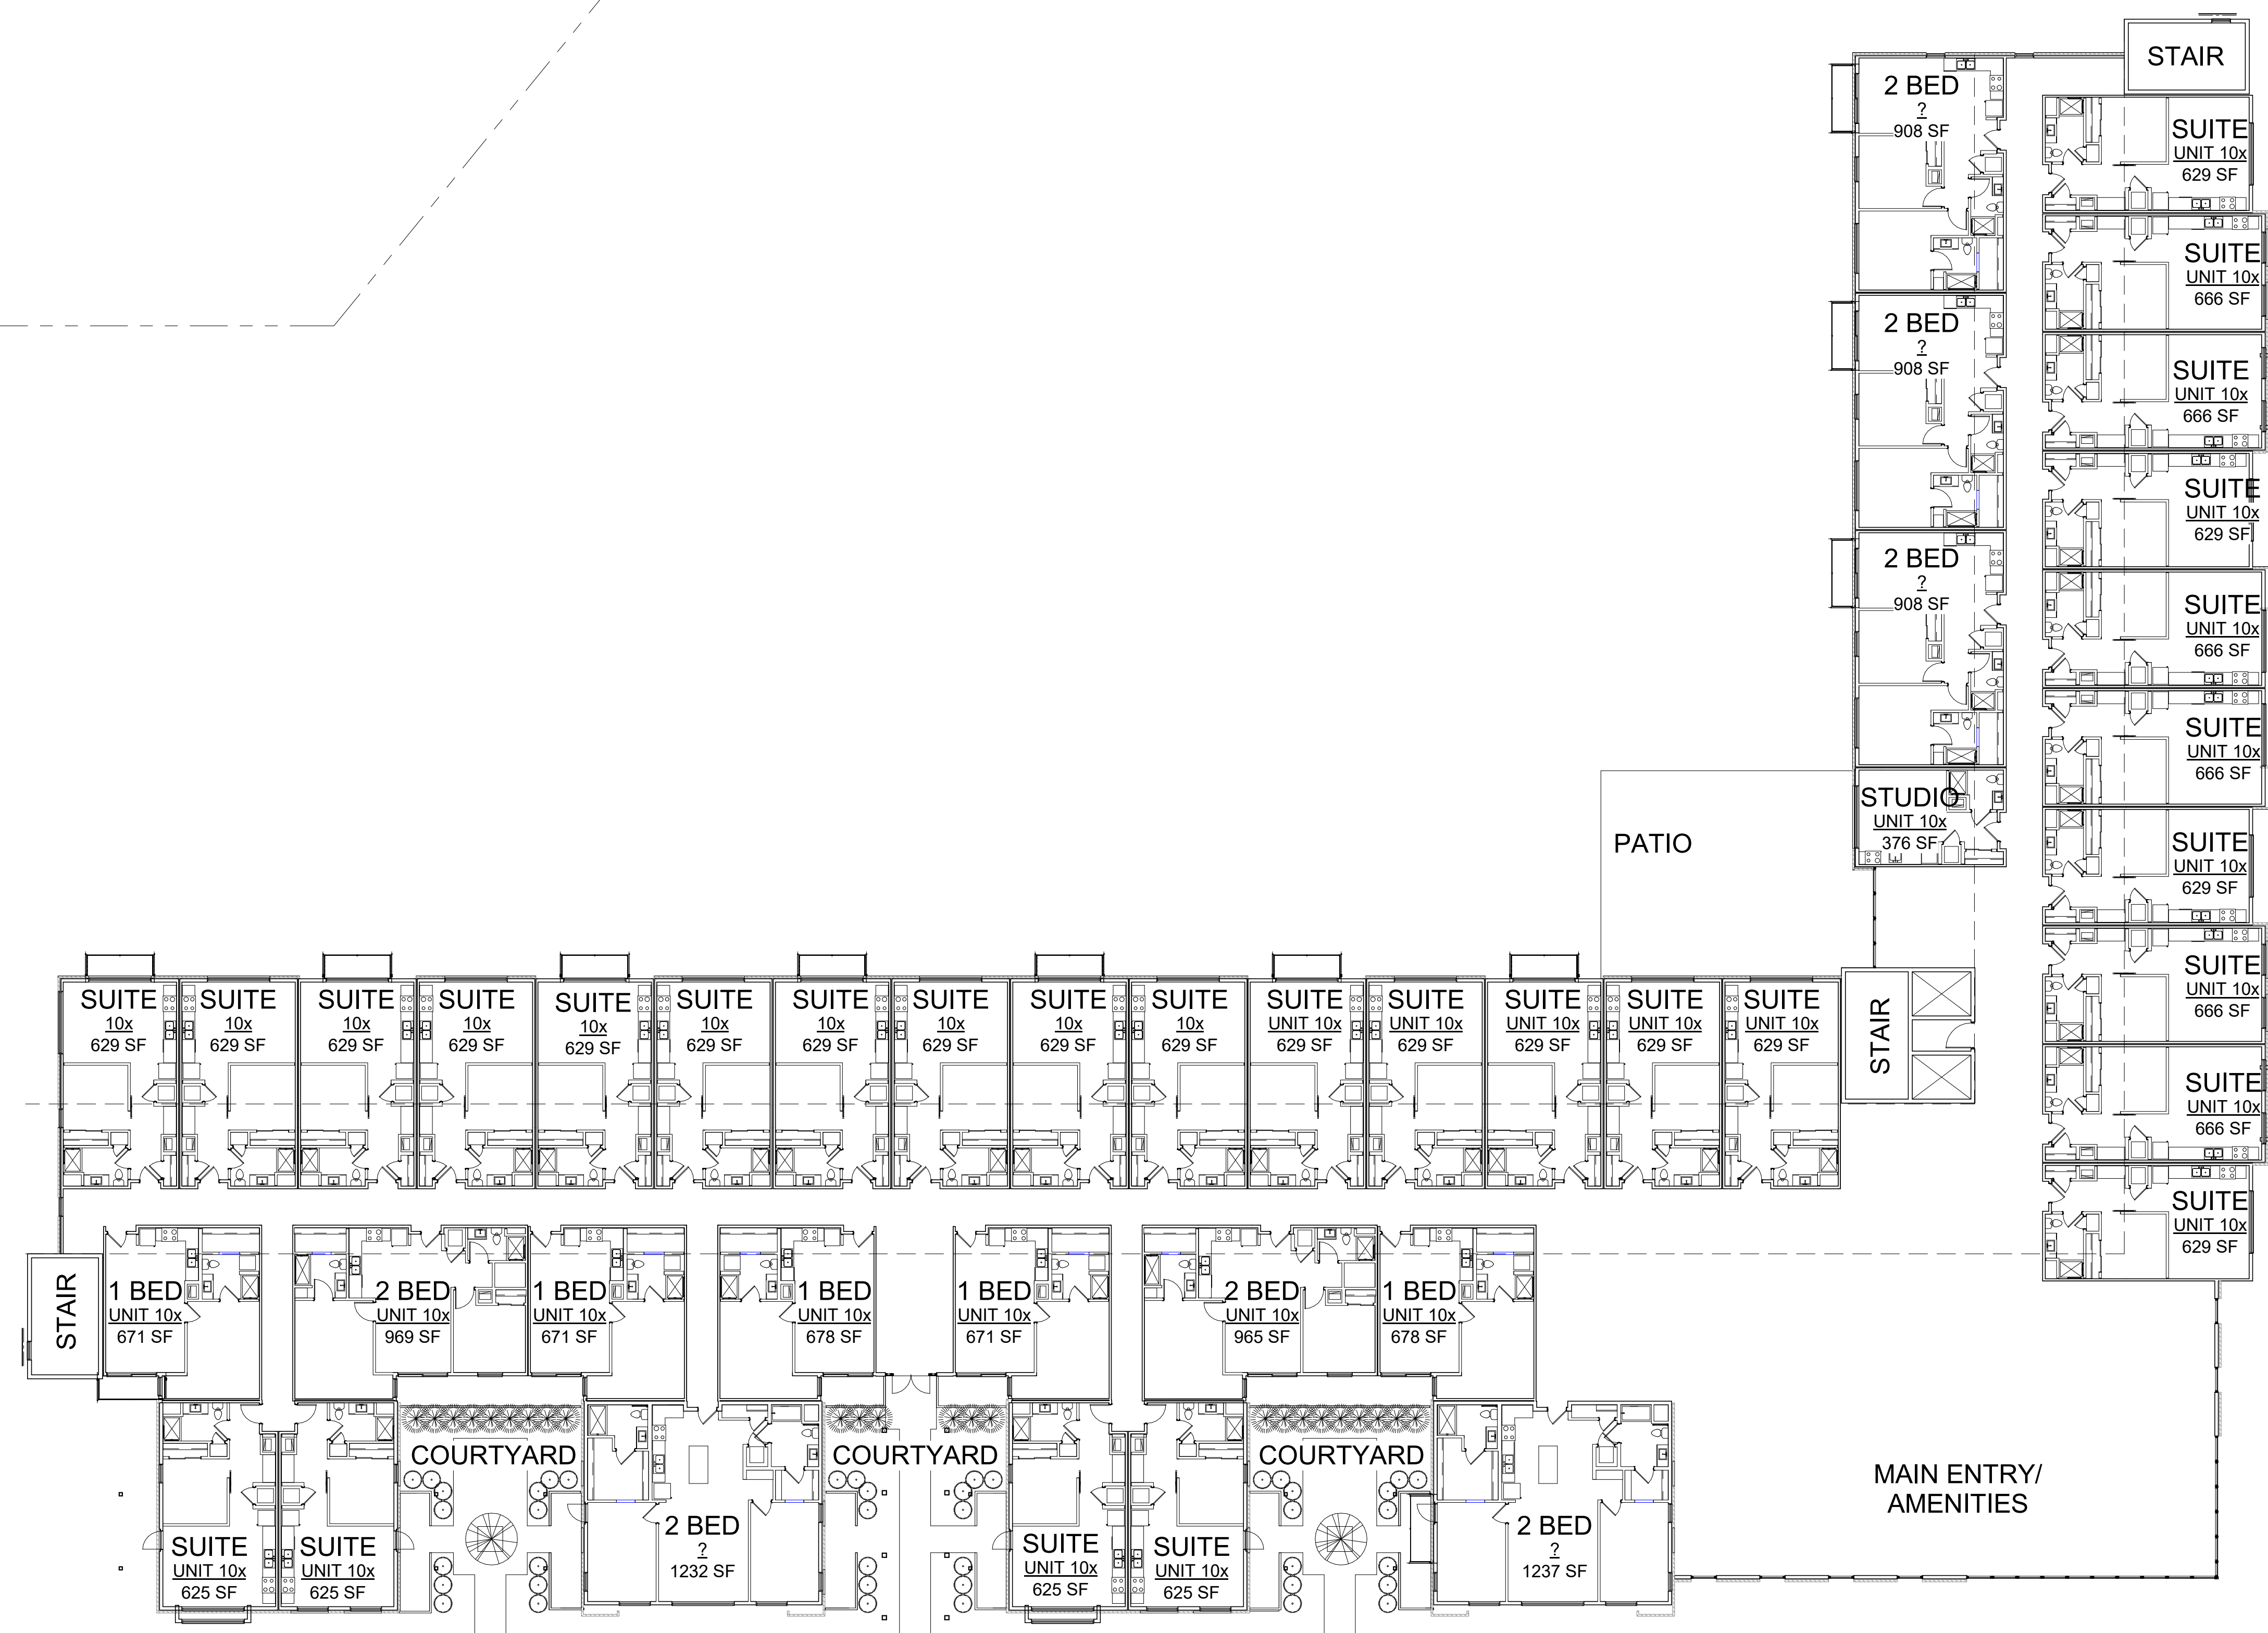 STAIR
2 BED
?
908 SF
SUITE
UNIT 10x
629 SF
SUITE
UNIT 10x
666 SF
2 BED
?
908 SF
SUITE
UNIT 10x
666 SF
SUITE
UNIT 10x
629 SF
2 BED
?
908 SF
SUITE
UNIT 10x
666 SF
SUITE
UNIT 10x
666 SF
STUDIO
UNIT 10x
376 SF
PATIO
SUITE
UNIT 10x
629 SF
SUITE
UNIT 10x
666 SF
SUITE
10x
629 SF
SUITE
10x
629 SF
SUITE
10x
629 SF
SUITE
10x
629 SF
SUITE
10x
629 SF
SUITE
10x
629 SF
SUITE
10x
629 SF
SUITE
10x
629 SF
SUITE
10x
629 SF
SUITE
10x
629 SF
SUITE
UNIT 10x
629 SF
SUITE
UNIT 10x
629 SF
SUITE
UNIT 10x
629 SF
SUITE
UNIT 10x
629 SF
SUITE
UNIT 10x
629 SF
STAIR
SUITE
UNIT 10x
666 SF
SUITE
UNIT 10x
629 SF
STAIR
1 BED
UNIT 10x
671 SF
2 BED
UNIT 10x
969 SF
1 BED
UNIT 10x
671 SF
1 BED
UNIT 10x
678 SF
1 BED
UNIT 10x
671 SF
2 BED
UNIT 10x
965 SF
1 BED
UNIT 10x
678 SF
COURTYARD
COURTYARD
COURTYARD
MAIN ENTRY/
AMENITIES
SUITE
UNIT 10x
625 SF
SUITE
UNIT 10x
625 SF
2 BED
?
1232 SF
SUITE
UNIT 10x
625 SF
SUITE
UNIT 10x
625 SF
2 BED
?
1237 SF